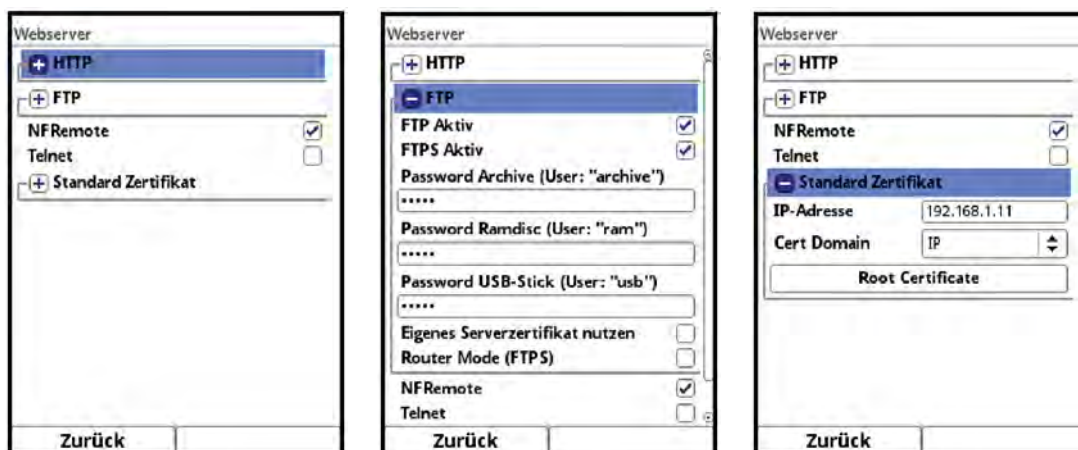 Webserver
HTTP
FTP
NFRemote
Telnet
Standard Zertifikat
Zurück
Webserver
HTTP
FTP
FTP Aktiv
FTPS Aktiv
Password Archive (User: "archive")
•••••
Password Ramdisc (User: "ram")
•••••
Password USB-Stick (User: "usb")
•••••
Eigenes Serverzertifikat nutzen
Router Mode (FTPS)
NFRemote
Telnet
Zurück
Webserver
HTTP
FTP
NFRemote
Telnet
Standard Zertifikat
IP-Adresse 192.168.1.11
Cert Domain IP
Root Certificate
Zurück